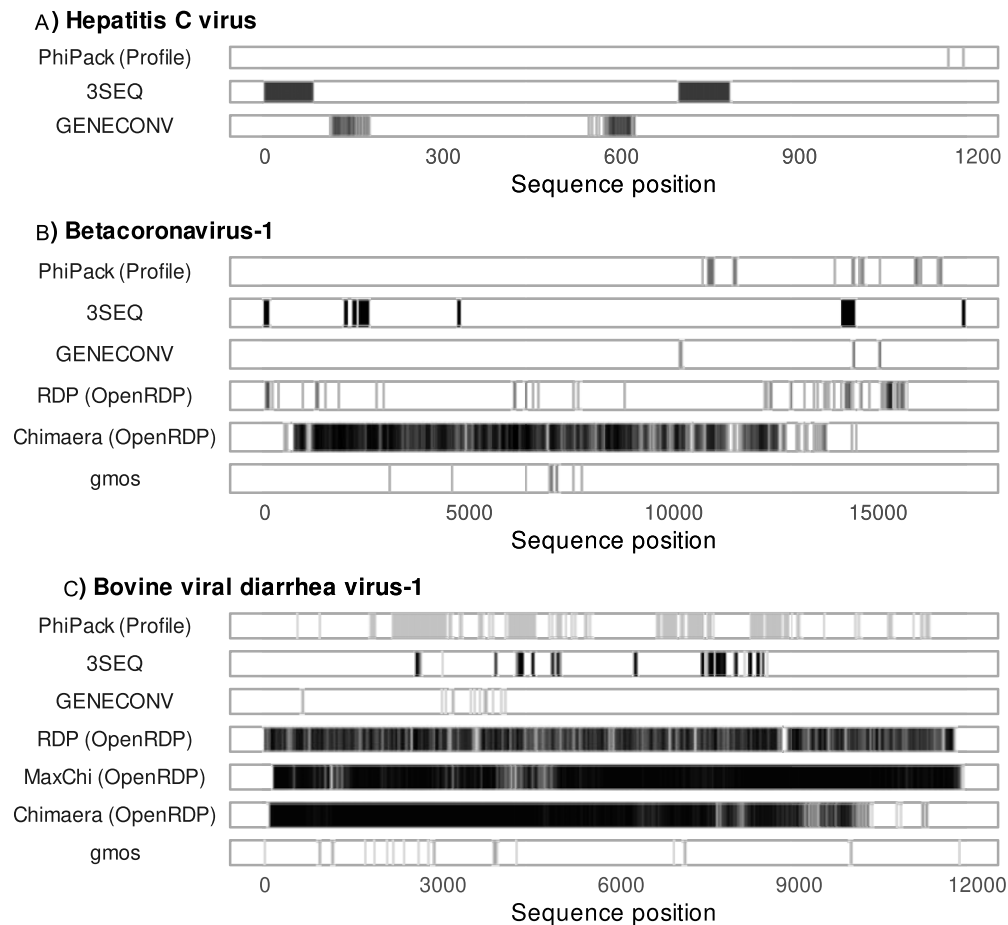 A) Hepatitis C virus
PhiPack (Profile)
3SEQ
GENECONV
0 300 600 900 1200
Sequence position
B) Betacoronavirus-1
PhiPack (Profile)
3SEQ
GENECONV
RDP (OpenRDP)
Chimaera (OpenRDP)
gmos
0 5000 10000 15000
Sequence position
C) Bovine viral diarrhea virus-1
PhiPack (Profile)
3SEQ
GENECONV
RDP (OpenRDP)
MaxChi (OpenRDP)
Chimaera (OpenRDP)
gmos
0 3000 6000 9000 12000
Sequence position